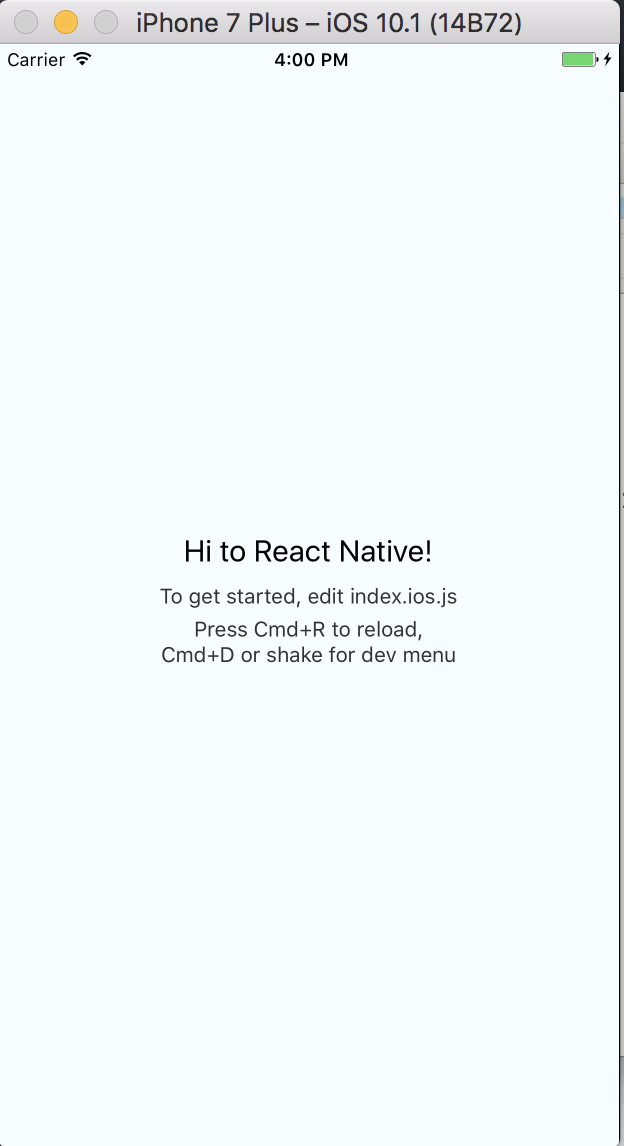 iPhone 7 Plus – iOS 10.1 (14B72)
Carrier 4:00 PM
Hi to React Native!
To get started, edit index.ios.js
Press Cmd+R to reload,
Cmd+D or shake for dev menu